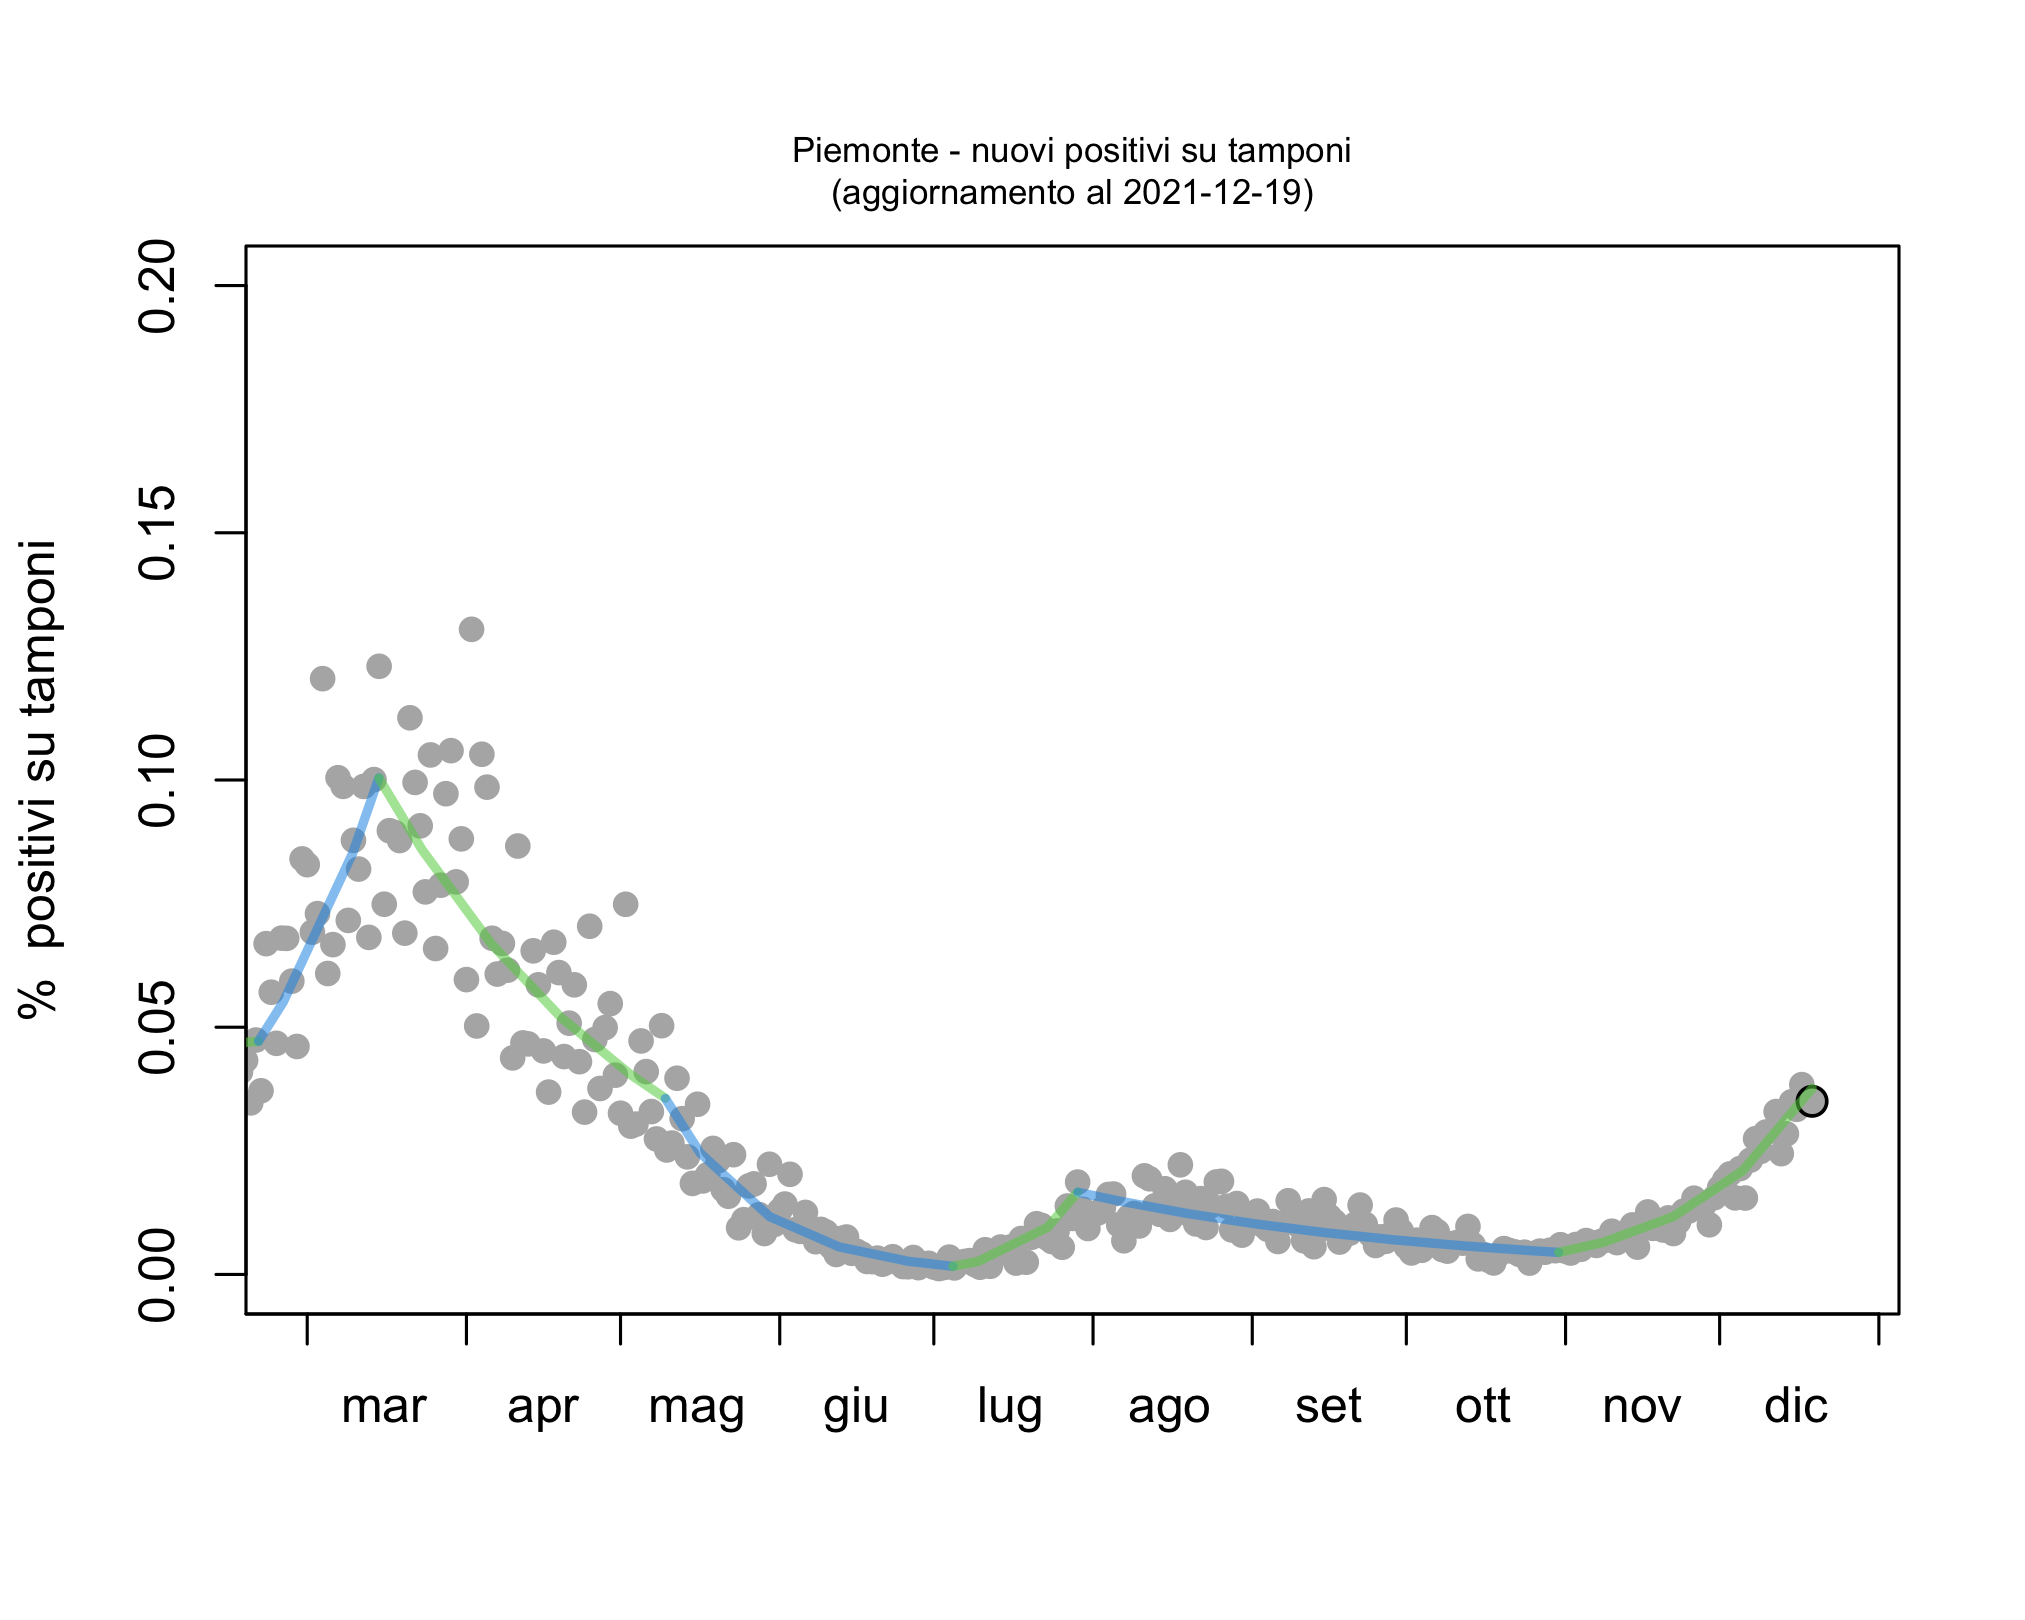 Piemonte - nuovi positivi su tamponi
(aggiornamento al 2021-12-19)
% positivi su tamponi
0.20
0.15
0.10
0.05
0.00
mar apr mag giu lug ago set ott nov dic